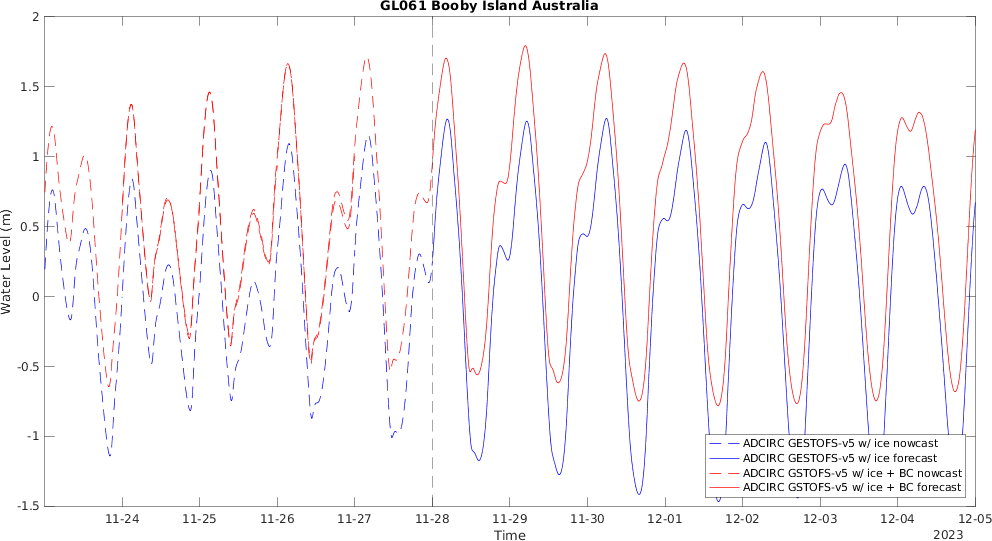 GL061 Booby Island Australia
2
1.5
1
0.5
0
-0.5
-1
-1.5
Water Level (m)
ADCIRC GESTOFS-v5 w/ ice nowcast
ADCIRC GESTOFS-v5 w/ ice forecast
ADCIRC GSTOFS-v5 w/ ice + BC nowcast
ADCIRC GSTOFS-v5 w/ ice + BC forecast
11-24 11-25 11-26 11-27 11-28 11-29 11-30 12-01 12-02 12-03 12-04 12-05
Time
2023